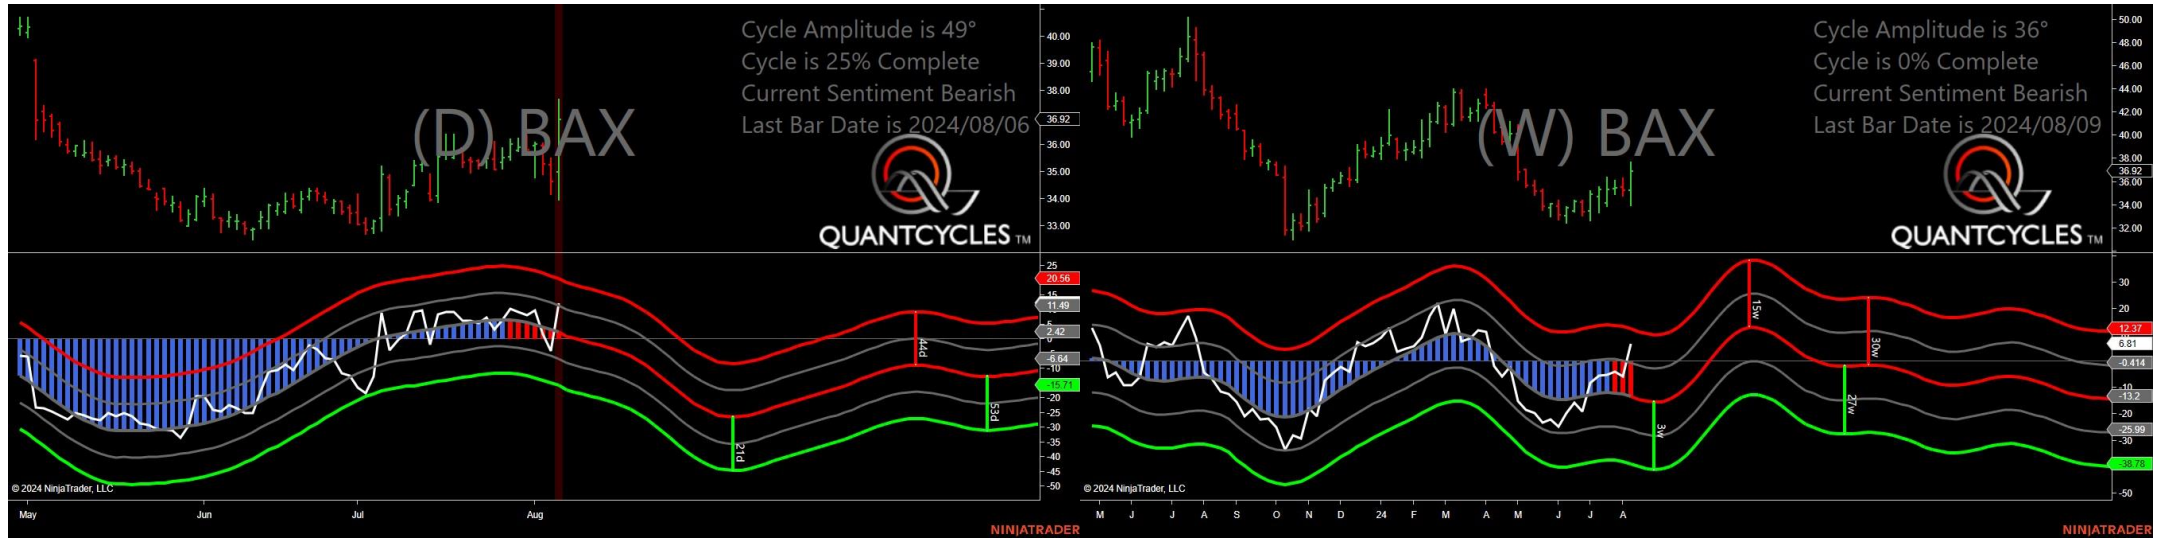 Cycle Amplitude is 49°
Cycle is 25% Complete
Current Sentiment Bearish
Last Bar Date is 2024/08/06
(D) BAX
QUANTCYCLES TM
40.00
39.00
38.00
36.92
36.00
35.00
34.00
33.00
25
20.56
15
11.49
5
2.42
0
-6.64
-10
-15.71
-20
-25
-30
-35
-40
-45
-50
44d
53d
21d
© 2024 NinjaTrader, LLC
May Jun Jul Aug
NINJATRADER
Cycle Amplitude is 36°
Cycle is 0% Complete
Current Sentiment Bearish
Last Bar Date is 2024/08/09
(W) BAX
QUANTCYCLES TM
50.00
48.00
46.00
44.00
42.00
40.00
38.00
36.92
36.00
34.00
32.00
30
20
12.37
6.81
-0.414
-10
-13.2
-20
-25.99
-30
-38.78
-50
15w
30w
27w
3w
© 2024 NinjaTrader, LLC
M J J A S O N D 24 F M A M J J A
NINJATRADER